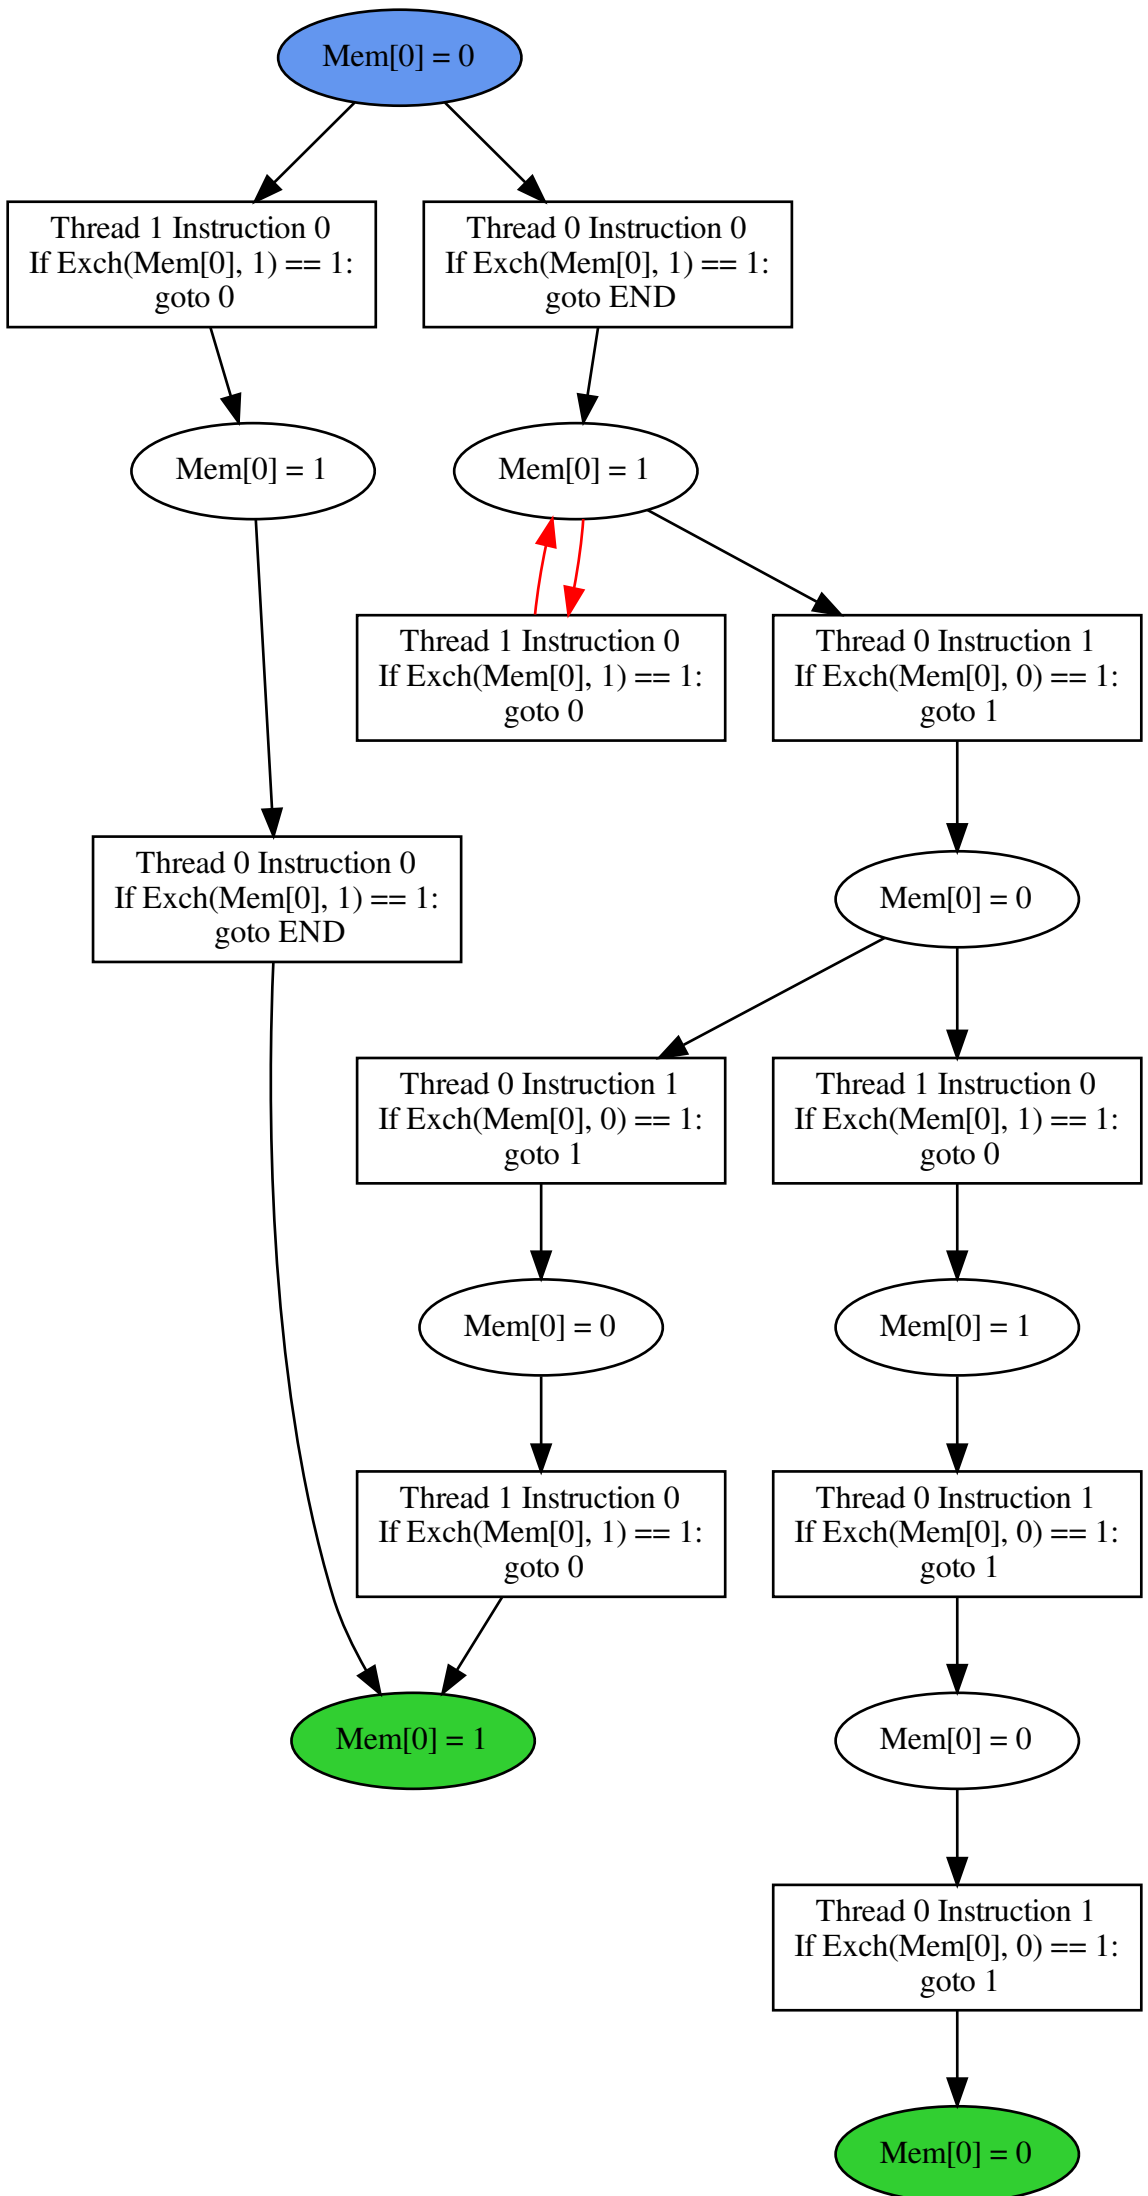 Mem[0] = 0
Thread 1 Instruction 0
If Exch(Mem[0], 1) == 1:
goto 0
Thread 0 Instruction 0
If Exch(Mem[0], 1) == 1:
goto END
Mem[0] = 1
Mem[0] = 1
Thread 1 Instruction 0
If Exch(Mem[0], 1) == 1:
goto 0
Thread 0 Instruction 1
If Exch(Mem[0], 0) == 1:
goto 1
Thread 0 Instruction 0
If Exch(Mem[0], 1) == 1:
goto END
Mem[0] = 0
Thread 0 Instruction 1
If Exch(Mem[0], 0) == 1:
goto 1
Thread 1 Instruction 0
If Exch(Mem[0], 1) == 1:
goto 0
Mem[0] = 0
Mem[0] = 1
Thread 1 Instruction 0
If Exch(Mem[0], 1) == 1:
goto 0
Thread 0 Instruction 1
If Exch(Mem[0], 0) == 1:
goto 1
Mem[0] = 1
Mem[0] = 0
Thread 0 Instruction 1
If Exch(Mem[0], 0) == 1:
goto 1
Mem[0] = 0